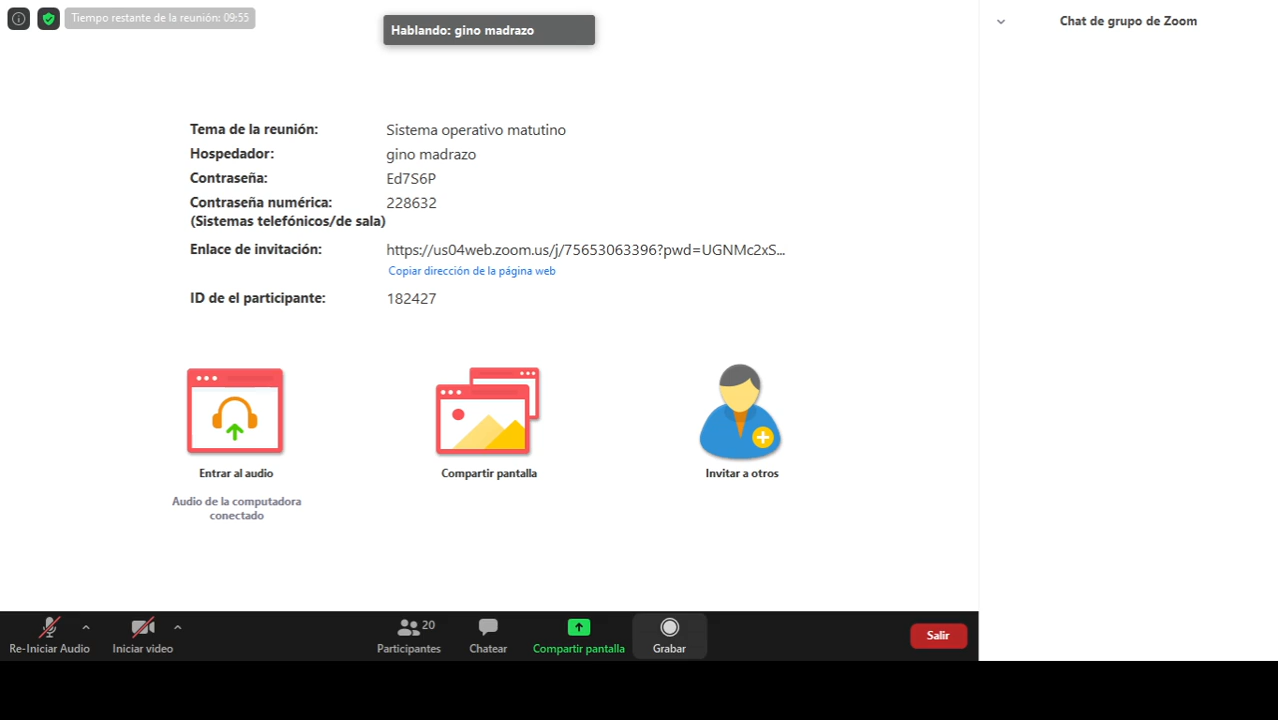 Tiempo restante de la reunión: 09:55
Hablando: gino madrazo
Chat de grupo de Zoom
Tema de la reunión: Sistema operativo matutino
Hospedador: gino madrazo
Contraseña: Ed7S6P
Contraseña numérica: 228632
(Sistemas telefónicos/de sala)
Enlace de invitación: https://us04web.zoom.us/j/75653063396?pwd=UGNMc2xS...
Copiar dirección de la página web
ID de el participante: 182427
Entrar al audio
Compartir pantalla
Invitar a otros
Audio de la computadora
conectado
Re-Iniciar Audio
Iniciar video
20
Participantes
Chatear
Compartir pantalla
Grabar
Salir